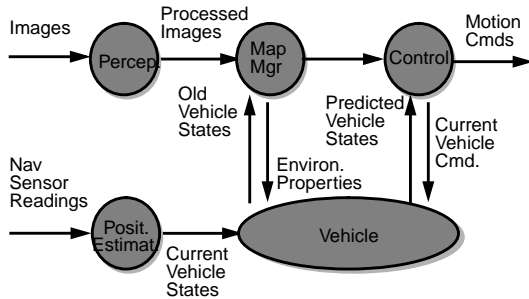 Images
Processed
Images
Motion
Cmds
Percep.
Map
Mgr
Control
Old
Vehicle
States
Predicted
Vehicle
States
Current
Vehicle
Cmd.
Environ.
Properties
Nav
Sensor
Readings
Posit.
Estimat.
Vehicle
Current
Vehicle
States